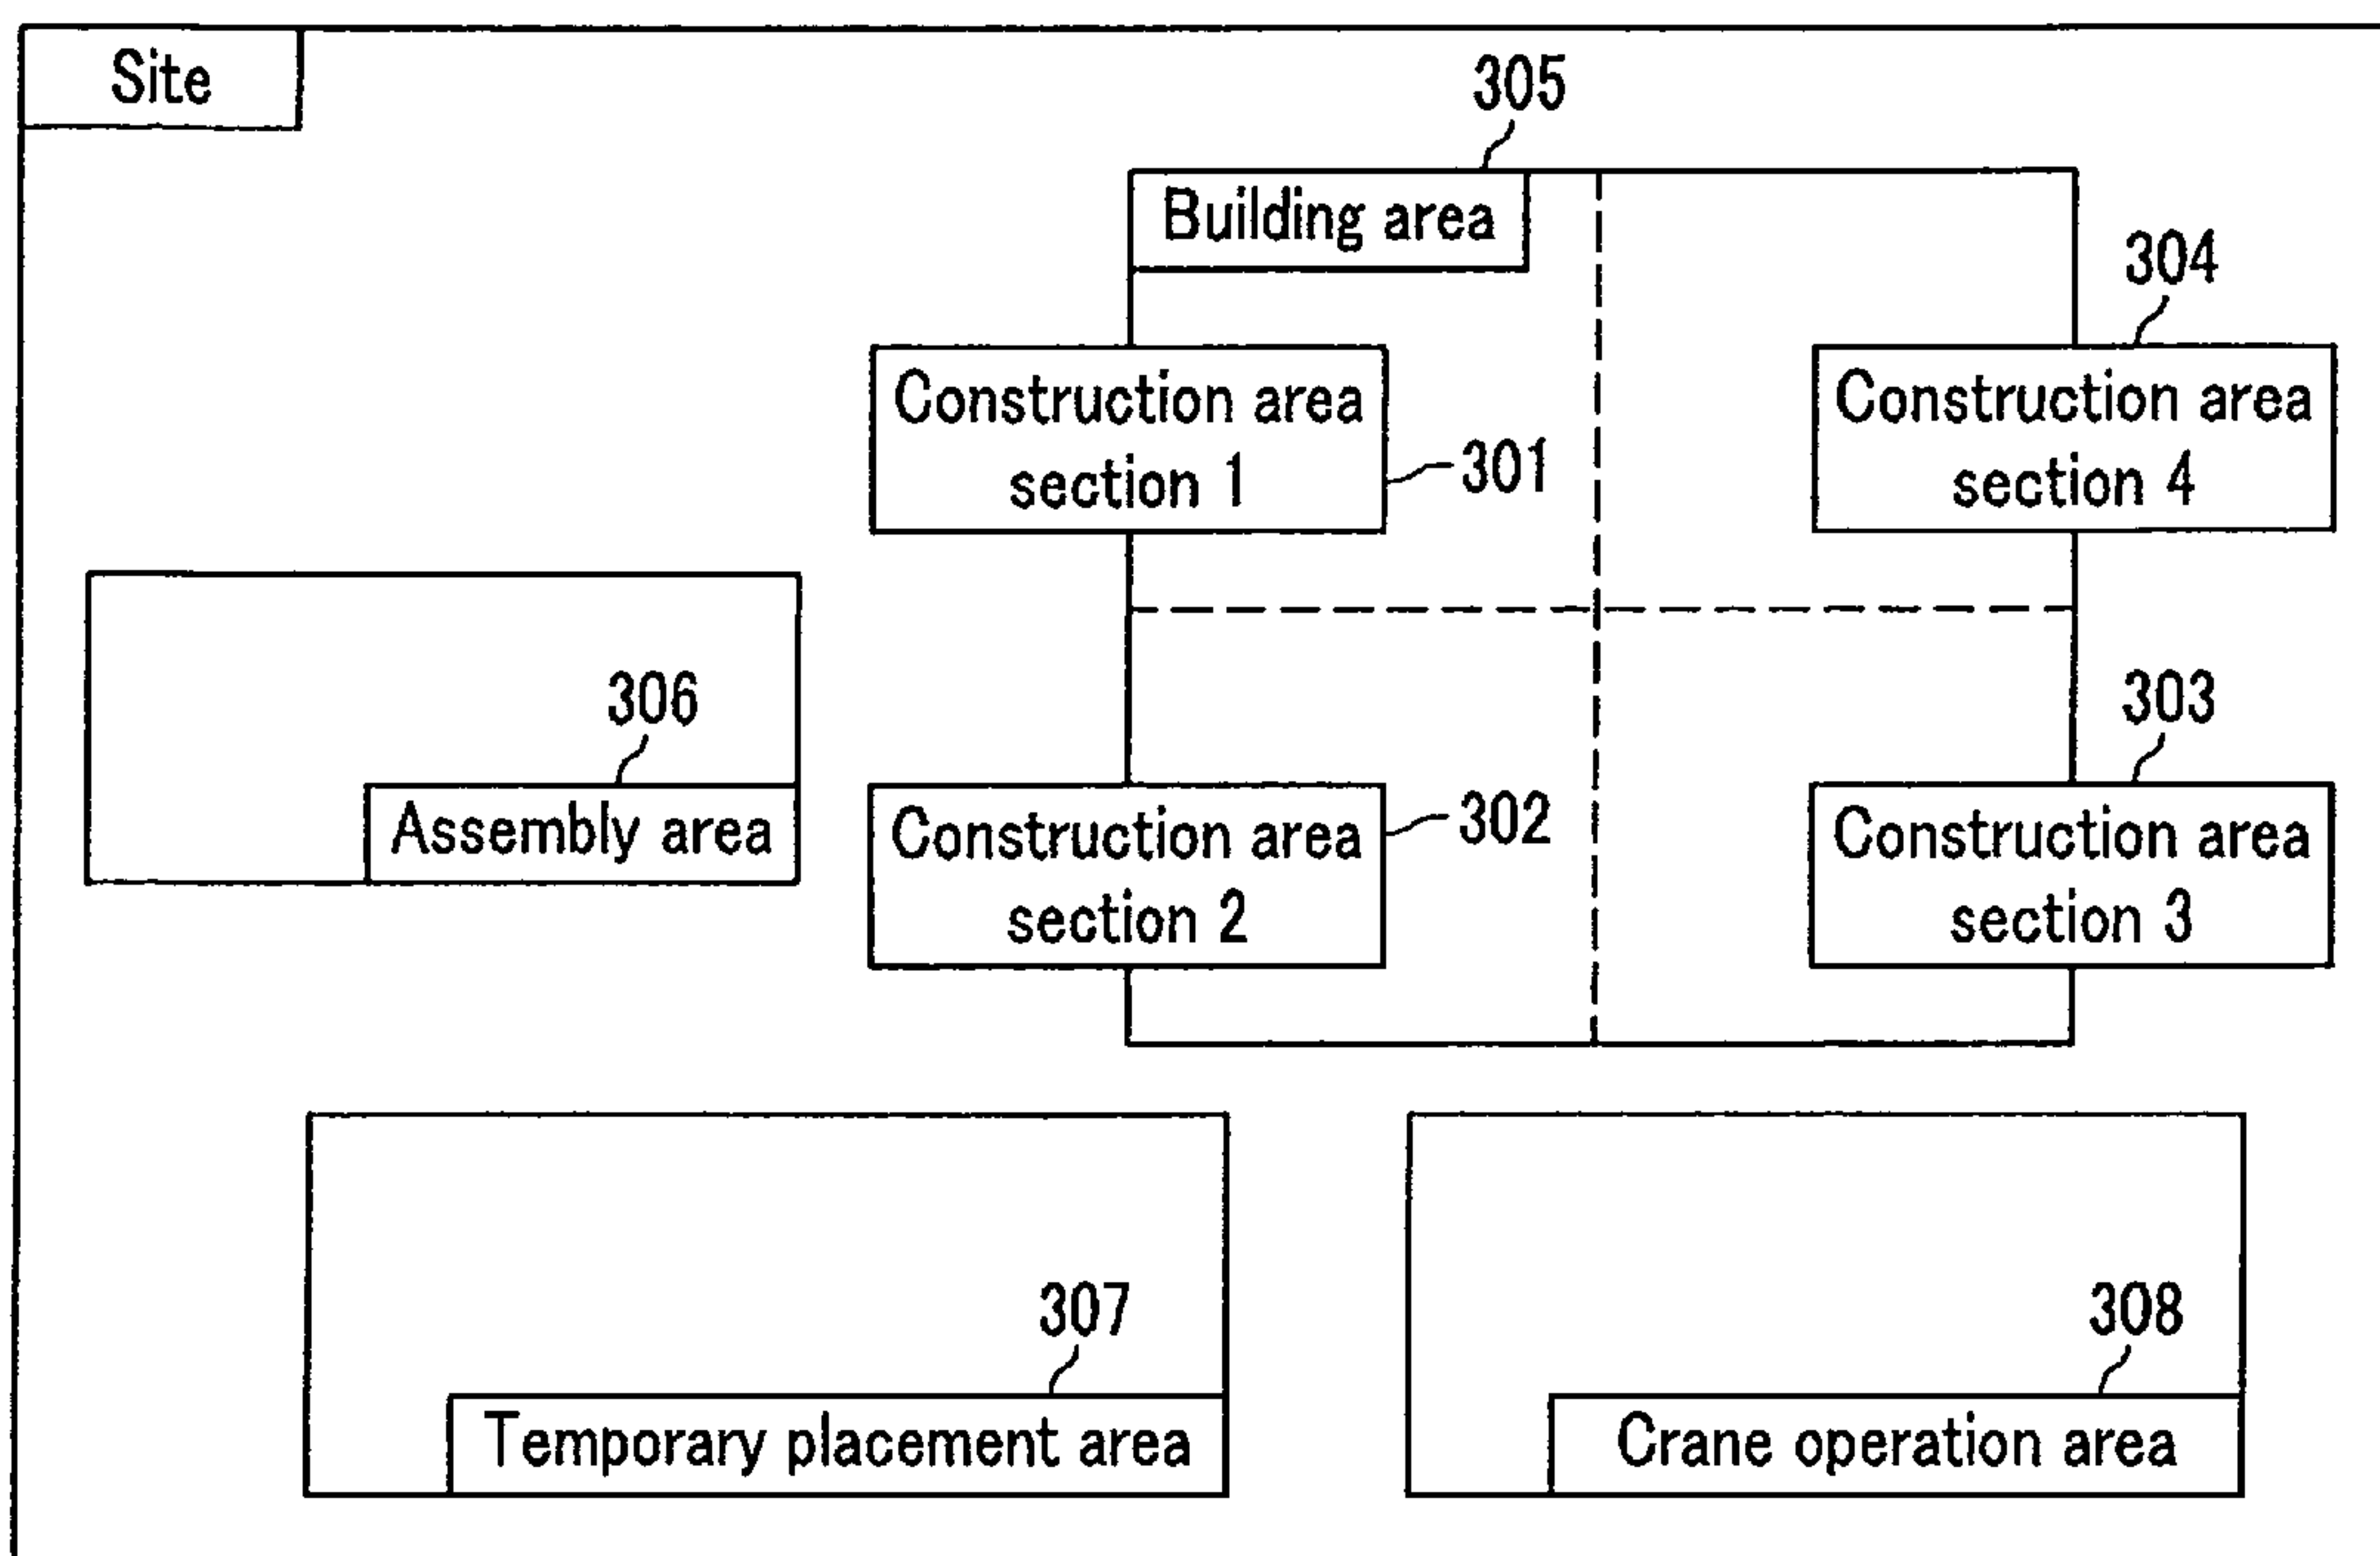 Site
305
Building area
304
Construction area
section 1
301
Construction area
section 4
306
Assembly area
303
Construction area
section 2
302
Construction area
section 3
307
Temporary placement area
308
Crane operation area